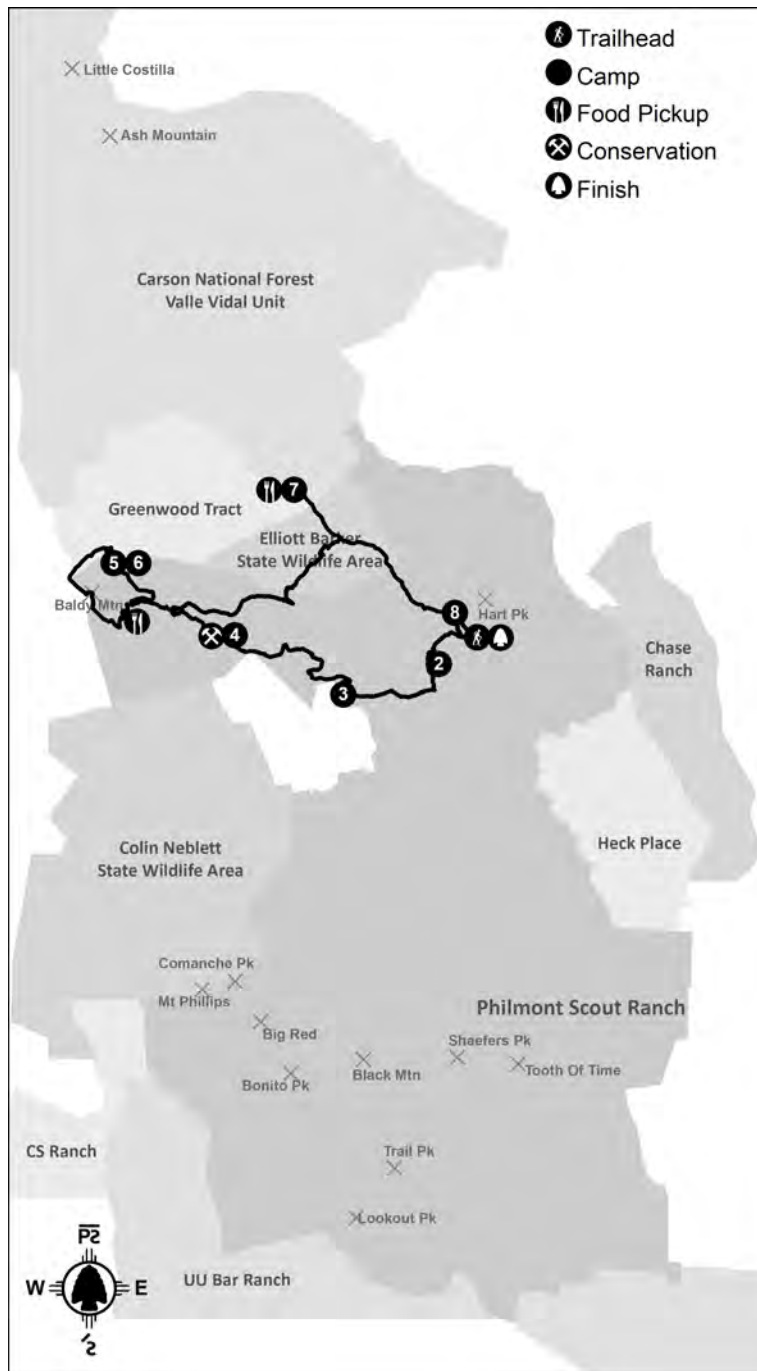 Trailhead
Camp
Food Pickup
Conservation
Finish
Little Costilla
Ash Mountain
Carson National Forest
Valle Vidal Unit
7
Greenwood Tract
Elliott Barker
State Wildlife Area
5
6
Baldy Mtn
8
Hart Pk
4
2
3
Chase
Ranch
Heck Place
Colin Neblett
State Wildlife Area
Comanche Pk
Mt Phillips
Big Red
Philmont Scout Ranch
Shaefers Pk
Black Mtn
Tooth Of Time
Bonito Pk
CS Ranch
Trail Pk
Lookout Pk
UU Bar Ranch
W
E